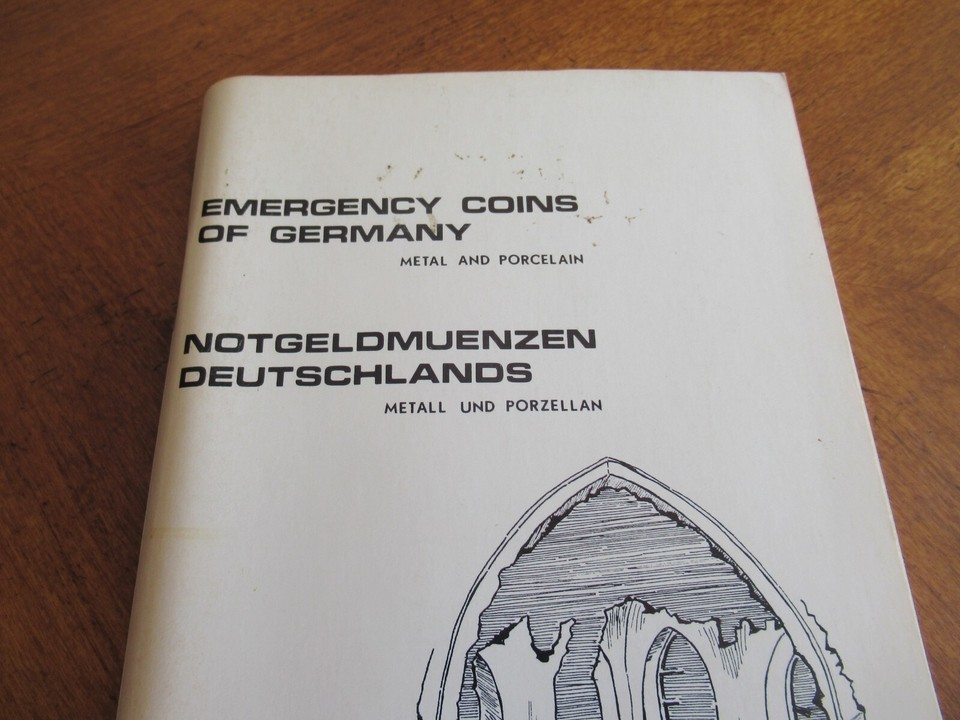 EMERGENCY COINS
OF GERMANY
METAL AND PORCELAIN
NOTGELDMUENZEN
DEUTSCHLANDS
METALL UND PORZELLAN